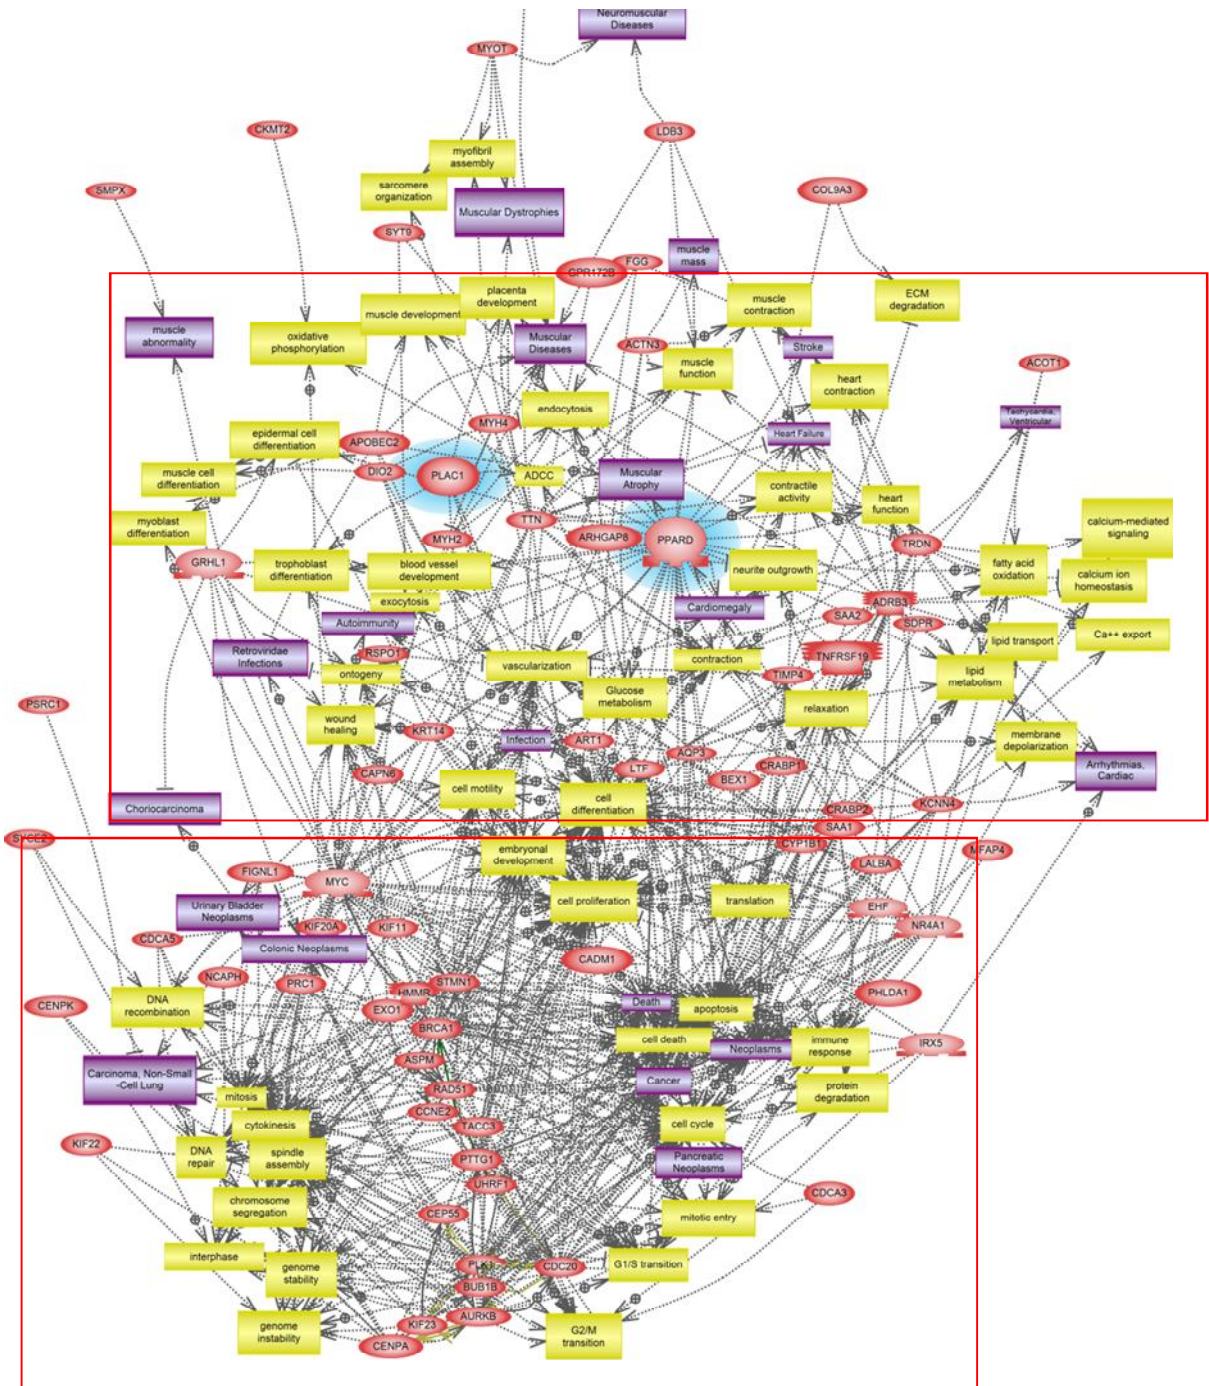 Neuromuscular
Diseases
MYOT
CKMT2
LDB3
myofibril
assembly
SMPX
sarcomere
organization
COL9A3
Muscular Dystrophies
SYT9
muscle
mass
FGG
GPR172B
placenta
development
muscle
contraction
ECM
degradation
muscle development
muscle
abnormality
oxidative
phosphorylation
Muscular
Diseases
ACTN3
Stroke
muscle
function
ACOT1
heart
contraction
endocytosis
Tachycardia,
Ventricular
MYH4
epidermal cell
differentiation
APOBEC2
Heart Failure
muscle cell
differentiation
DIO2
PLAC1
ADCC
Muscular
Atrophy
contractile
activity
heart
function
myoblast
differentiation
TTN
calcium-mediated
signaling
MYH2
ARHGAP8
PPARD
TRDN
GRHL1
trophoblast
differentiation
blood vessel
development
neurite outgrowth
fatty acid
oxidation
calcium ion
homeostasis
exocytosis
Cardiomegaly
ADRB3
SAA2
SDPR
Autoimmunity
lipid transport
Ca++ export
Retroviridae
Infections
RSPO1
vascularization
contraction
TNFRSF19
ontogeny
TIMP4
lipid
metabolism
Glucose
metabolism
PSRC1
wound
healing
relaxation
KRT14
Infection
ART1
membrane
depolarization
AQP3
LTF
CRABP1
Arrhythmias,
Cardiac
CAPN6
BEX1
cell motility
cell
differentiation
Choriocarcinoma
CRABP2
KCNN4
SAA1
SYCE2
CYP1B1
MFAP4
embryonal
development
LALBA
FIGNL1
MYC
cell proliferation
translation
Urinary Bladder
Neoplasms
EHF
KIF20A
KIF11
NR4A1
CDCA5
Colonic Neoplasms
CADM1
NCAPH
PRC1
STMN1
HMMR
PHLDA1
CENPK
DNA
recombination
EXO1
Death
apoptosis
BRCA1
cell death
Neoplasms
immune
response
IRX5
ASPM
Carcinoma, Non-Small
-Cell Lung
Cancer
RAD51
protein
degradation
mitosis
CCNE2
cytokinesis
TACC3
cell cycle
KIF22
DNA
repair
spindle
assembly
PTTG1
Pancreatic
Neoplasms
UHRF1
CDCA3
chromosome
segregation
CEP55
mitotic entry
interphase
genome
stability
CDC20
G1/S transition
BUB1B
AURKB
genome
instability
KIF23
G2/M
transition
CENPA